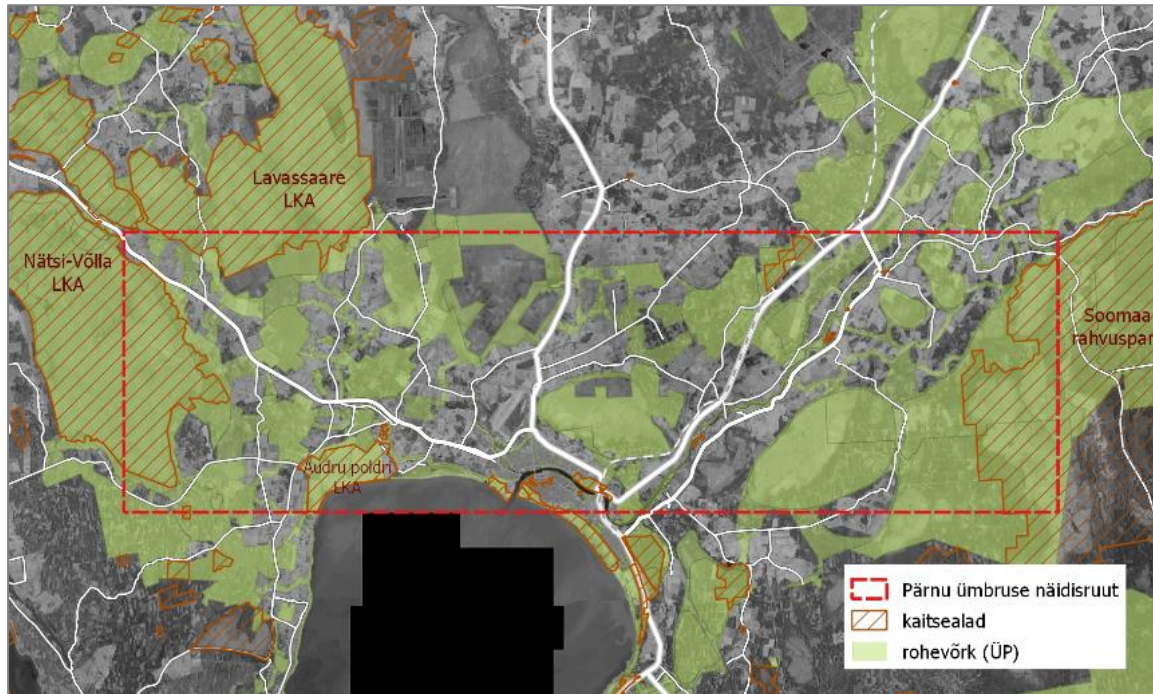 Lavassaare
LKA
Nätsi-Võlla
LKA
Soomaa
rahvuspar
Audru poldri
LKA
Pärnu ümbruse näidisruut
kaitsealad
rohevõrk (ÜP)